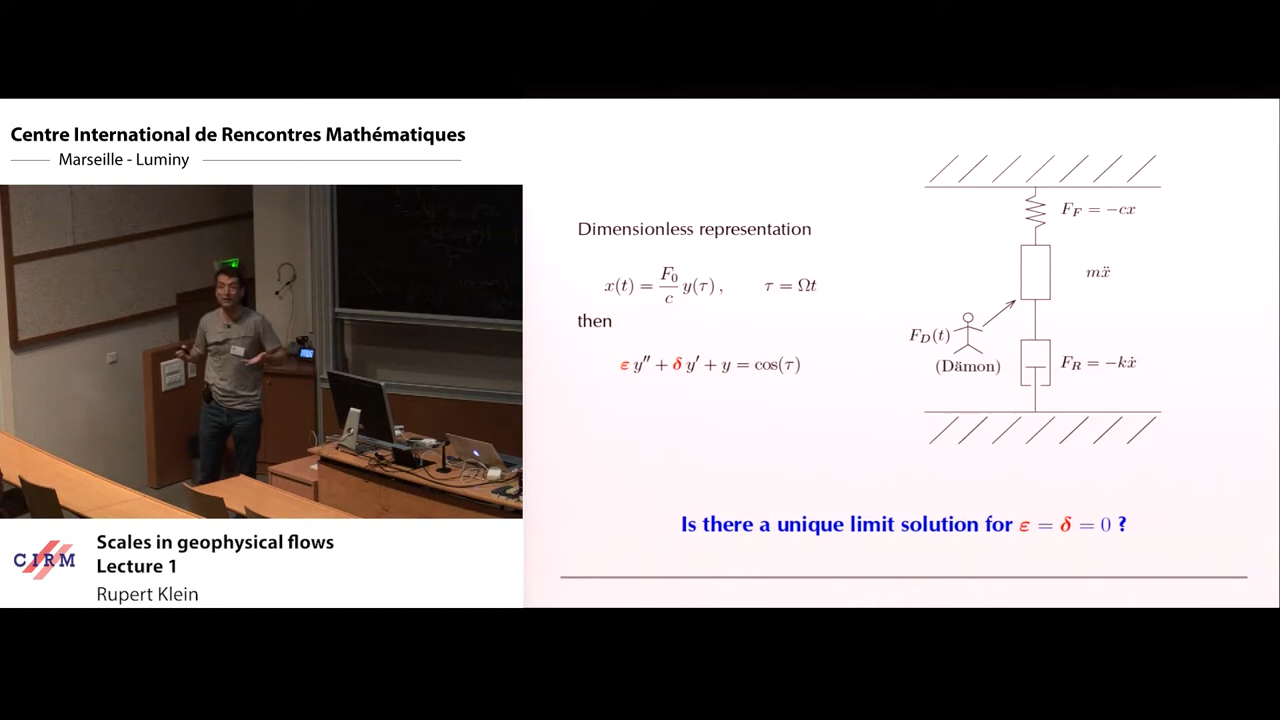 Centre International de Rencontres Mathématiques
Marseille - Luminy
Dimensionless representation
x(t) = F₀/c y(τ) , τ = Ωt
then
ε y″ + δ y′ + y = cos(τ)
F_F = −cx
mẍ
F_D(t)
(Dämon)
F_R = −kẋ
Is there a unique limit solution for ε = δ = 0 ?
CIRM
Scales in geophysical flows
Lecture 1
Rupert Klein